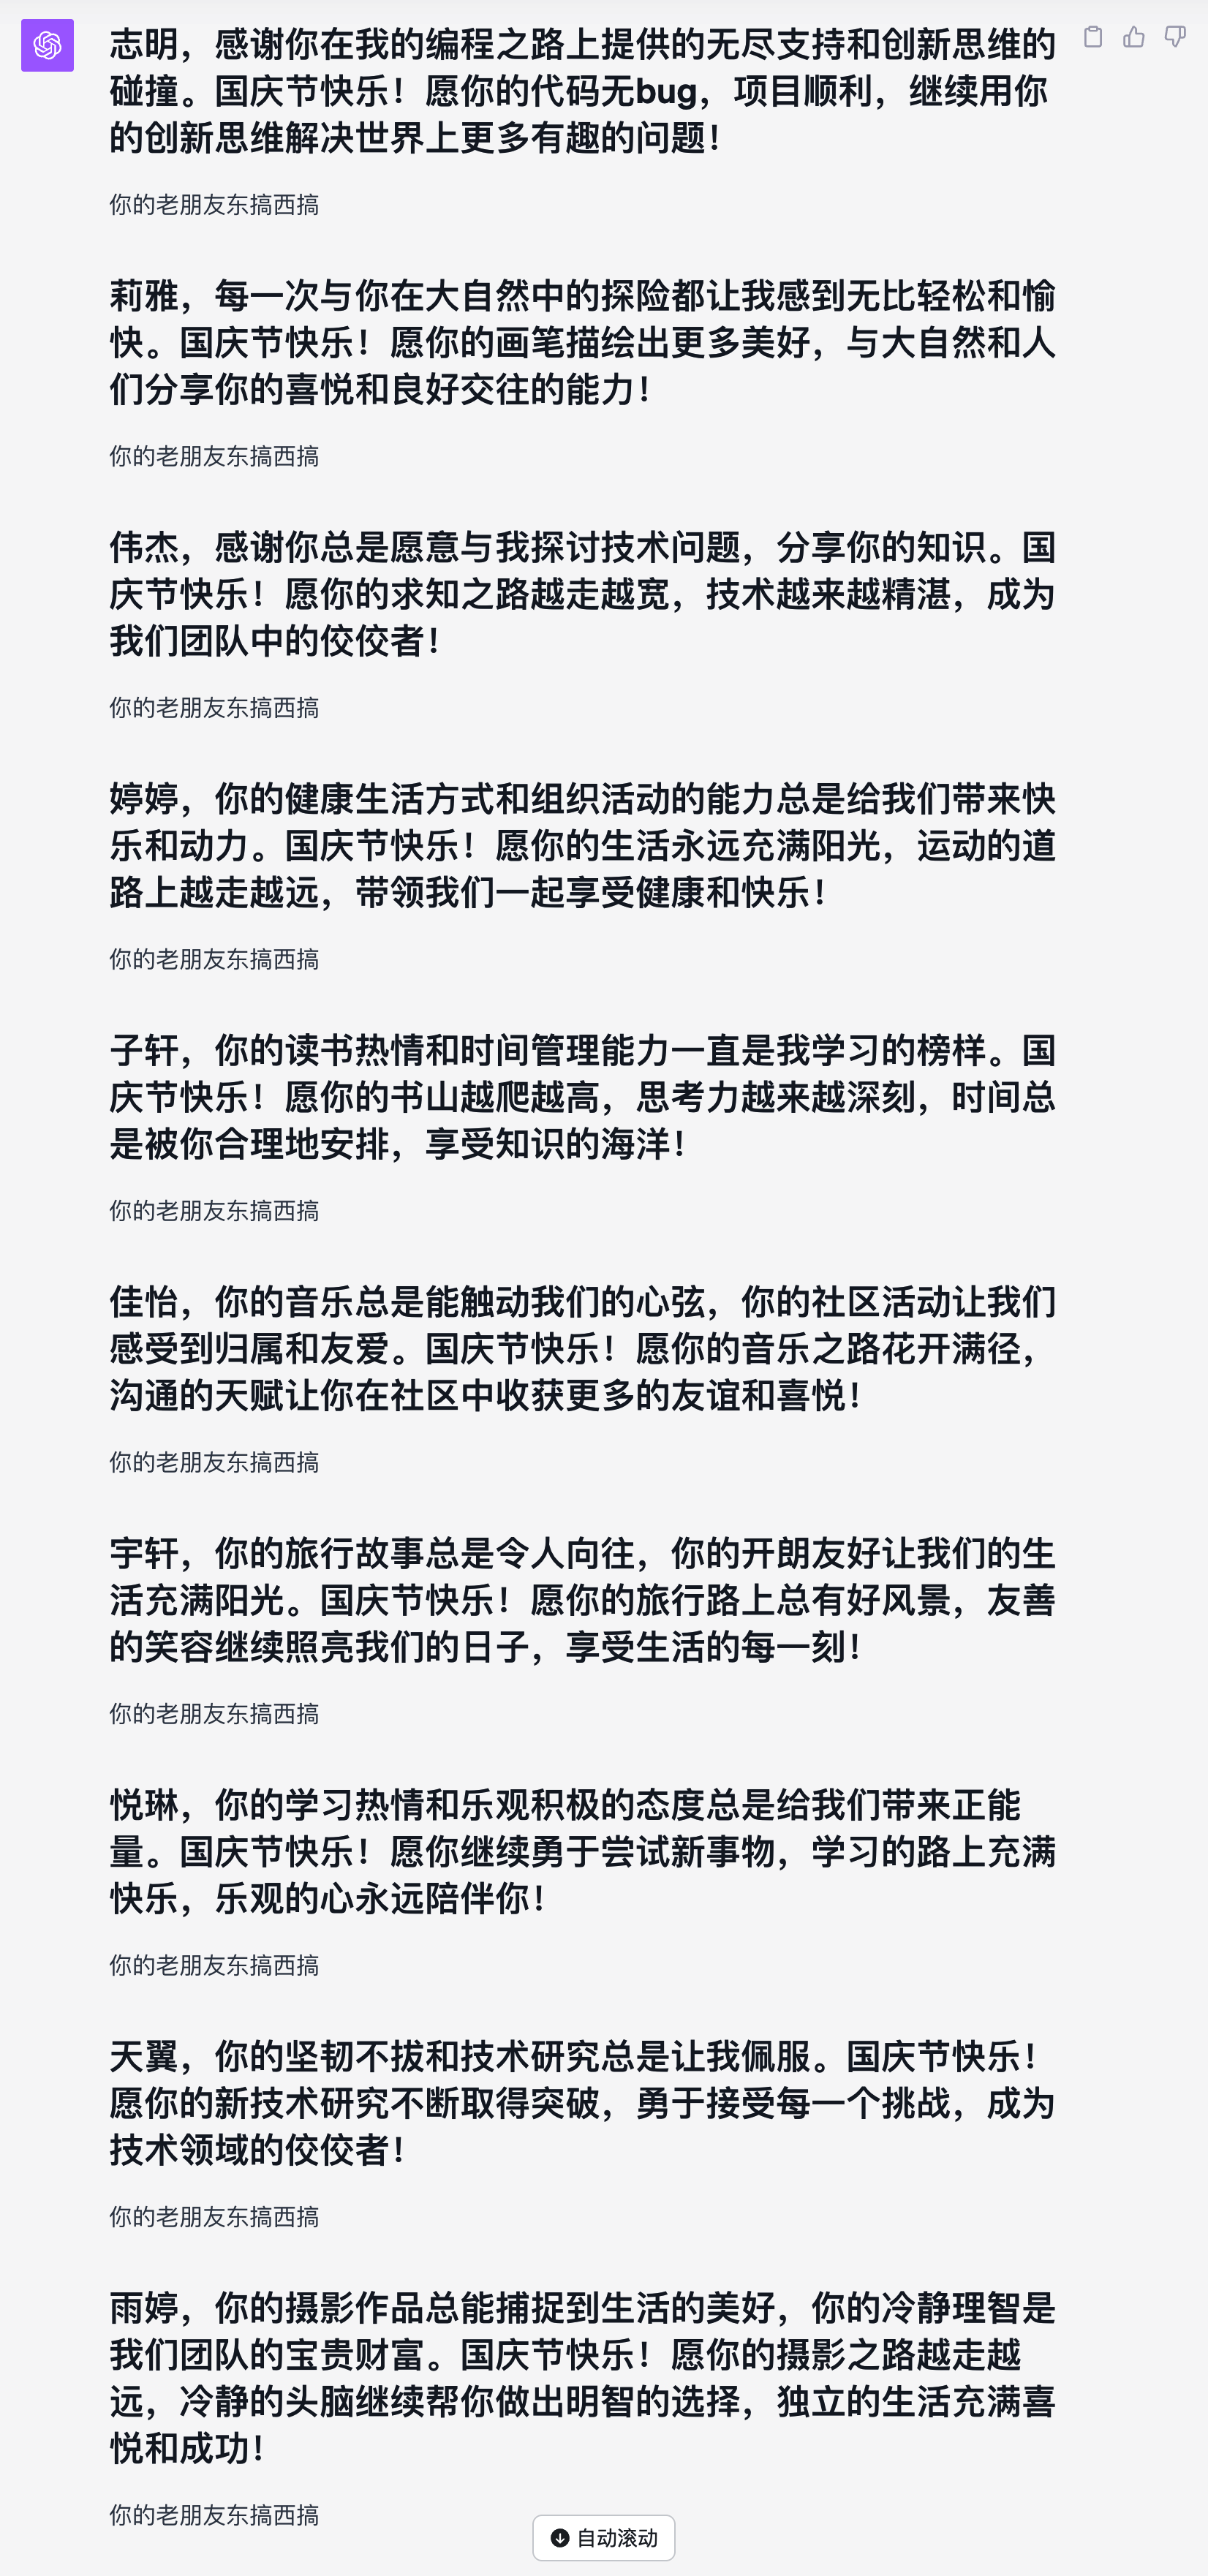 志明，感谢你在我的编程之路上提供的无尽支持和创新思维的
碰撞。国庆节快乐！愿你的代码无bug，项目顺利，继续用你
的创新思维解决世界上更多有趣的问题！
你的老朋友东搞西搞
莉雅，每一次与你在大自然中的探险都让我感到无比轻松和愉
快。国庆节快乐！愿你的画笔描绘出更多美好，与大自然和人
们分享你的喜悦和良好交往的能力！
你的老朋友东搞西搞
伟杰，感谢你总是愿意与我探讨技术问题，分享你的知识。国
庆节快乐！愿你的求知之路越走越宽，技术越来越精湛，成为
我们团队中的佼佼者！
你的老朋友东搞西搞
婷婷，你的健康生活方式和组织活动的能力总是给我们带来快
乐和动力。国庆节快乐！愿你的生活永远充满阳光，运动的道
路上越走越远，带领我们一起享受健康和快乐！
你的老朋友东搞西搞
子轩，你的读书热情和时间管理能力一直是我学习的榜样。国
庆节快乐！愿你的书山越爬越高，思考力越来越深刻，时间总
是被你合理地安排，享受知识的海洋！
你的老朋友东搞西搞
佳怡，你的音乐总是能触动我们的心弦，你的社区活动让我们
感受到归属和友爱。国庆节快乐！愿你的音乐之路花开满径，
沟通的天赋让你在社区中收获更多的友谊和喜悦！
你的老朋友东搞西搞
宇轩，你的旅行故事总是令人向往，你的开朗友好让我们的生
活充满阳光。国庆节快乐！愿你的旅行路上总有好风景，友善
的笑容继续照亮我们的日子，享受生活的每一刻！
你的老朋友东搞西搞
悦琳，你的学习热情和乐观积极的态度总是给我们带来正能
量。国庆节快乐！愿你继续勇于尝试新事物，学习的路上充满
快乐，乐观的心永远陪伴你！
你的老朋友东搞西搞
天翼，你的坚韧不拔和技术研究总是让我佩服。国庆节快乐！
愿你的新技术研究不断取得突破，勇于接受每一个挑战，成为
技术领域的佼佼者！
你的老朋友东搞西搞
雨婷，你的摄影作品总能捕捉到生活的美好，你的冷静理智是
我们团队的宝贵财富。国庆节快乐！愿你的摄影之路越走越
远，冷静的头脑继续帮你做出明智的选择，独立的生活充满喜
悦和成功！
你的老朋友东搞西搞
自动滚动